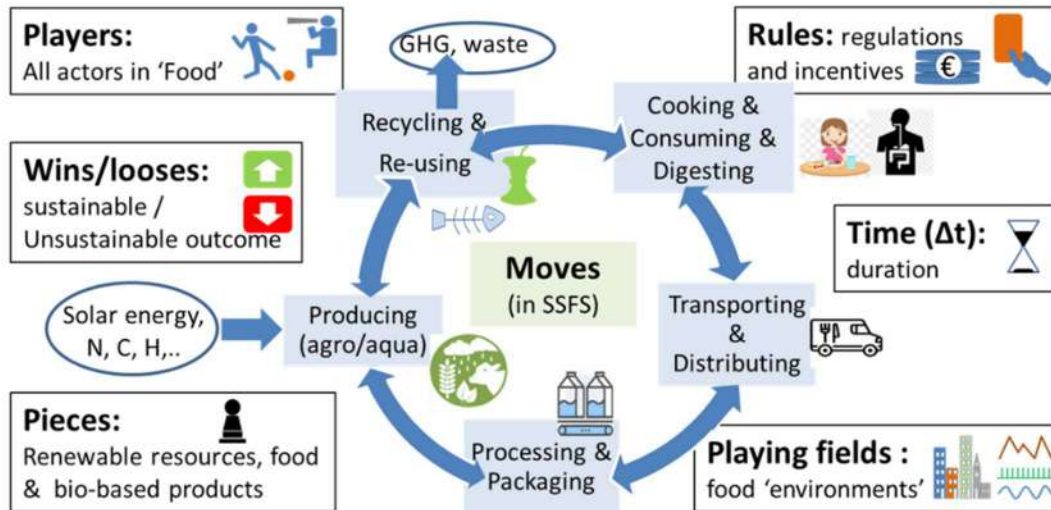 Players:
All actors in ‘Food’
GHG, waste
Rules: regulations
and incentives
€
Recycling &
Re-using
Cooking &
Consuming &
Digesting
Wins/looses:
sustainable /
Unsustainable outcome
Moves
(in SSFS)
Time (Δt):
duration
Solar energy,
N, C, H,..
Producing
(agro/aqua)
Transporting
&
Distributing
Pieces:
Renewable resources, food
& bio-based products
Processing &
Packaging
Playing fields :
food ‘environments’